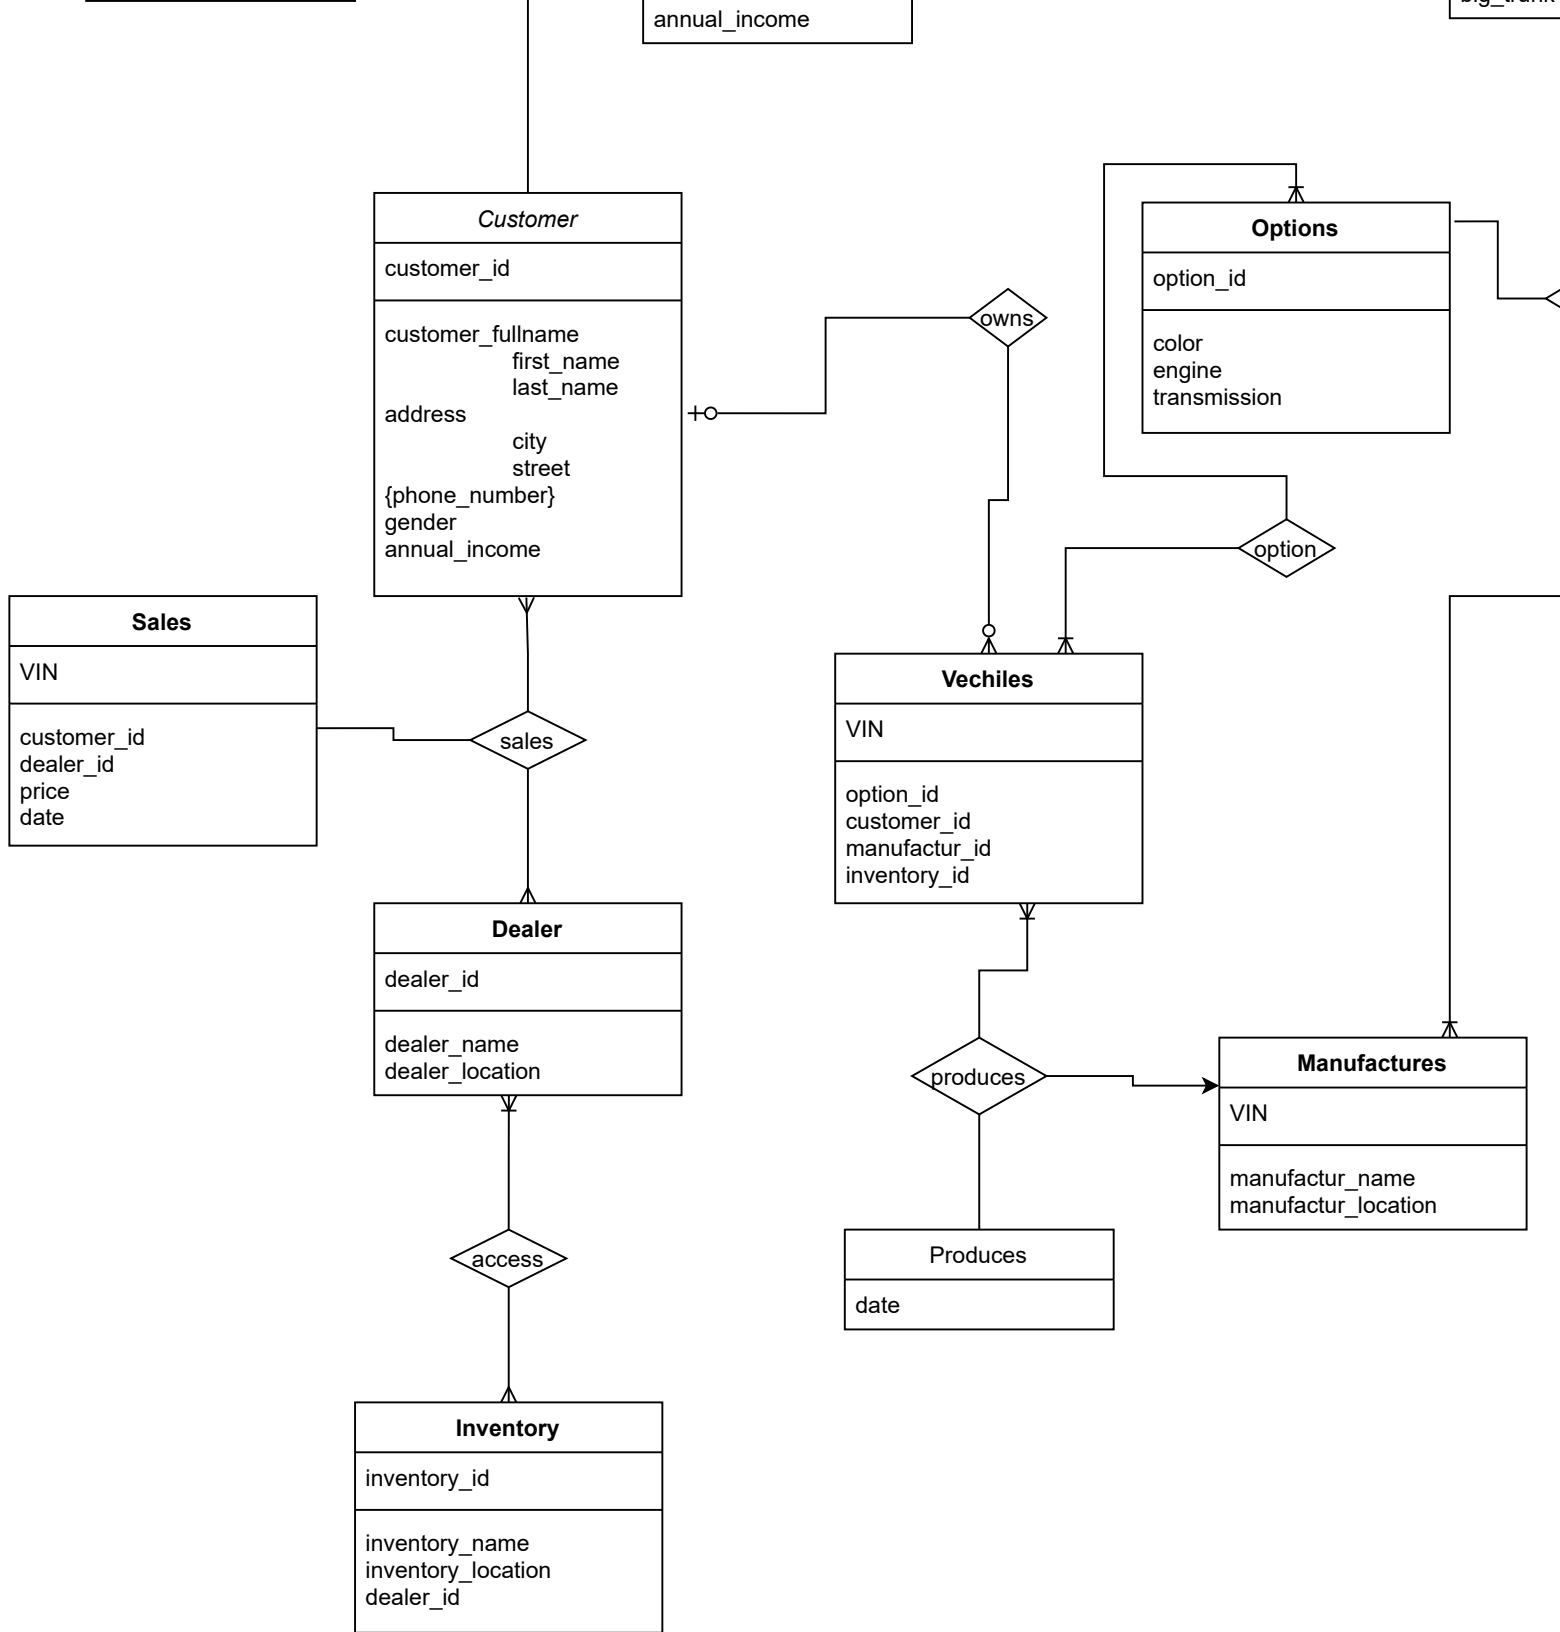 annual_income
Customer
customer_id
customer_fullname
first_name
last_name
address
city
street
{phone_number}
gender
annual_income
owns
Options
option_id
color
engine
transmission
option
Sales
VIN
customer_id
dealer_id
price
date
sales
Vechiles
VIN
option_id
customer_id
manufactur_id
inventory_id
Dealer
dealer_id
dealer_name
dealer_location
produces
Manufactures
VIN
manufactur_name
manufactur_location
access
Produces
date
Inventory
inventory_id
inventory_name
inventory_location
dealer_id